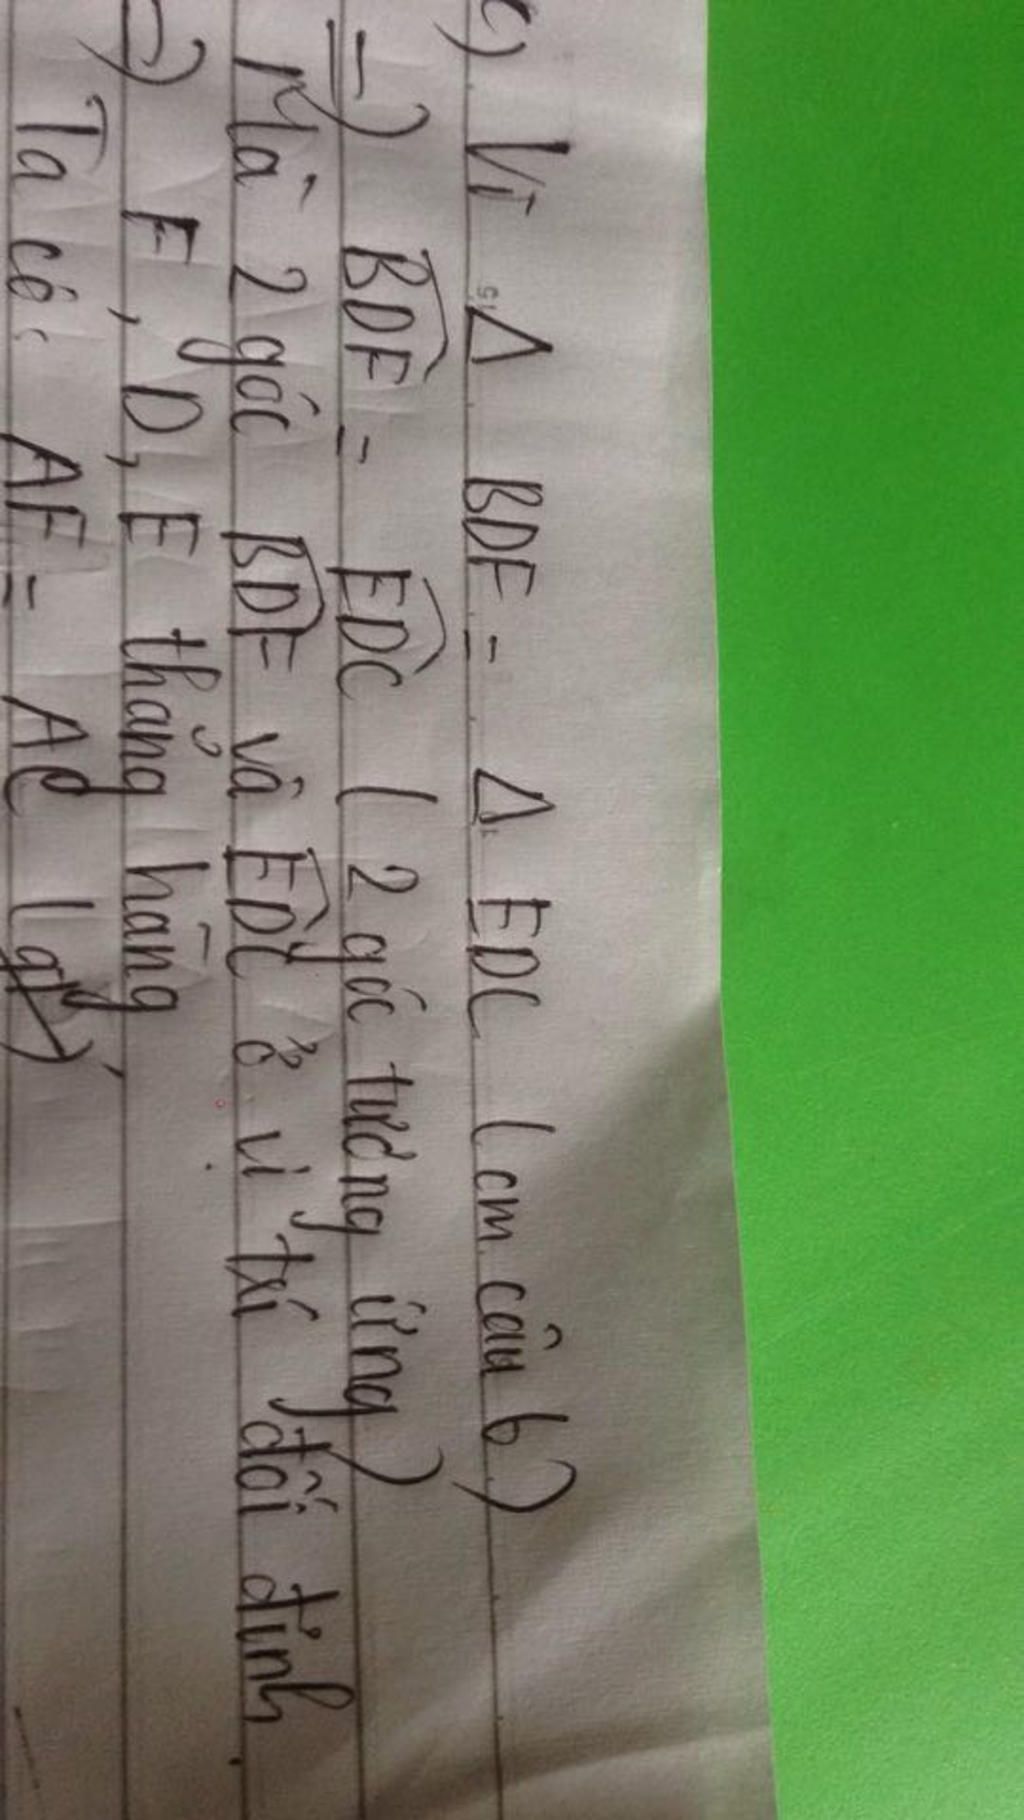 c) Vì Δ BDF = Δ EDC (cm câu b)
=) BDF = EDC ( 2 góc tương ứng)
Mà 2 góc BDF và EDC ở vị trí đối đỉnh
=) F, D, E thẳng hàng
Ta có: AF = AC (gt)